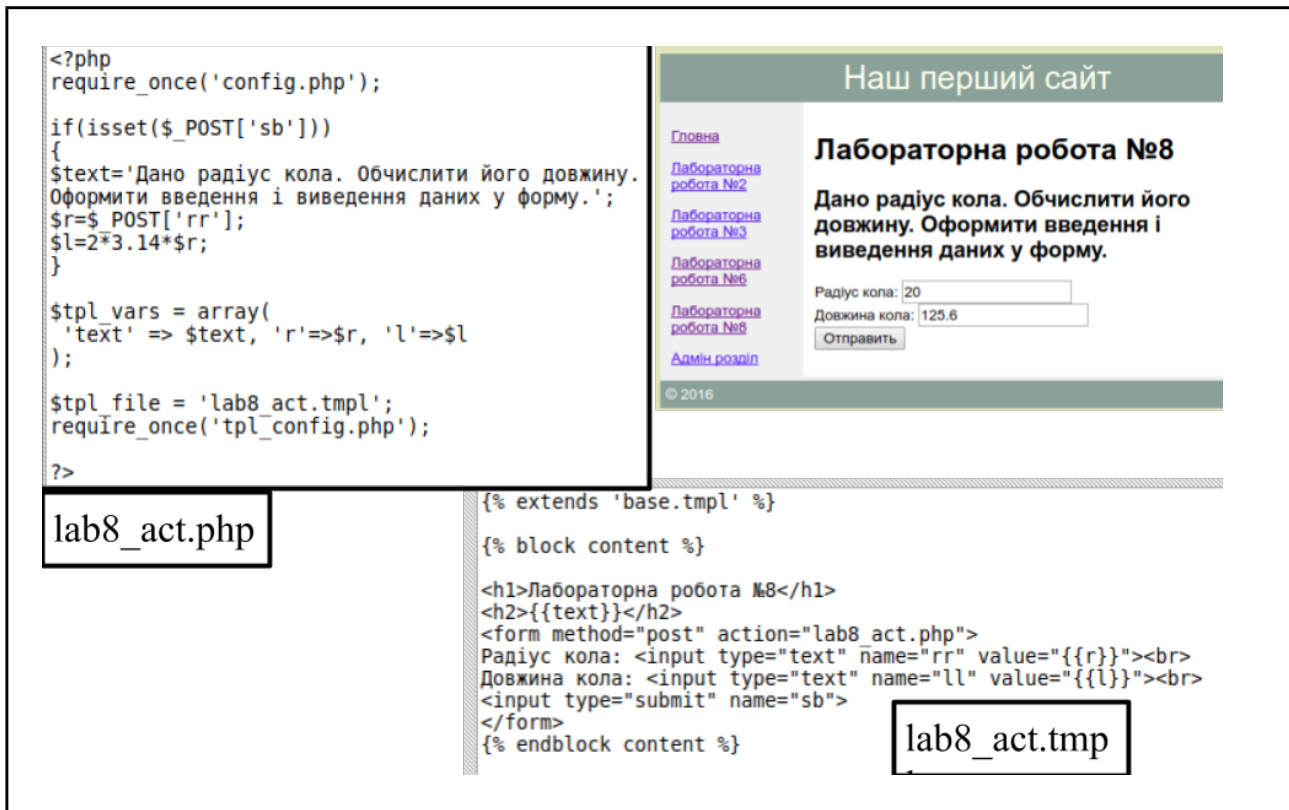 <?php
require_once('config.php');
if(isset($_POST['sb']))
{
$text='Дано радіус кола. Обчислити його довжину.
Оформити введення і виведення даних у форму.';
$r=$_POST['rr'];
$l=2*3.14*$r;
}
$tpl_vars = array(
'text' => $text, 'r'=>$r, 'l'=>$l
);
$tpl_file = 'lab8_act.tmpl';
require_once('tpl_config.php');
?>
lab8_act.php
Наш перший сайт
Гловна
Лабораторна
робота №2
Лабораторна
робота №3
Лабораторна
робота №6
Лабораторна
робота №8
Адмін розділ
Лабораторна робота №8
Дано радіус кола. Обчислити його
довжину. Оформити введення і
виведення даних у форму.
Радіус кола: 20
Довжина кола: 125.6
Отправить
© 2016
{% extends 'base.tmpl' %}
{% block content %}
<h1>Лабораторна робота №8</h1>
<h2>{{text}}</h2>
<form method="post" action="lab8_act.php">
Радіус кола: <input type="text" name="rr" value="{{r}}"><br>
Довжина кола: <input type="text" name="ll" value="{{l}}"><br>
<input type="submit" name="sb">
</form>
{% endblock content %}
lab8_act.tmp